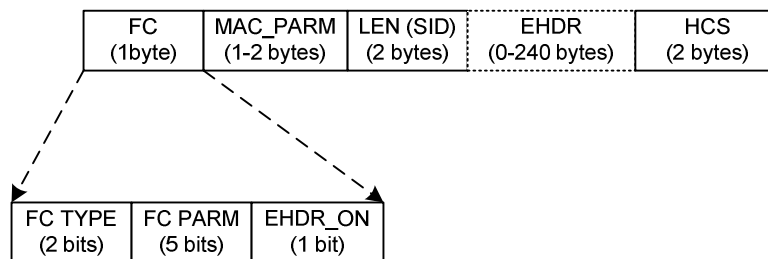 FC
(1byte)
MAC_PARM
(1-2 bytes)
LEN (SID)
(2 bytes)
EHDR
(0-240 bytes)
HCS
(2 bytes)
FC TYPE
(2 bits)
FC PARM
(5 bits)
EHDR_ON
(1 bit)